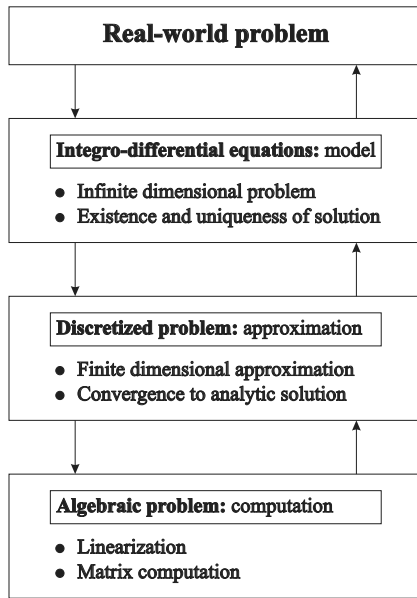 Real-world problem
Integro-differential equations: model
● Infinite dimensional problem
● Existence and uniqueness of solution
Discretized problem: approximation
● Finite dimensional approximation
● Convergence to analytic solution
Algebraic problem: computation
● Linearization
● Matrix computation